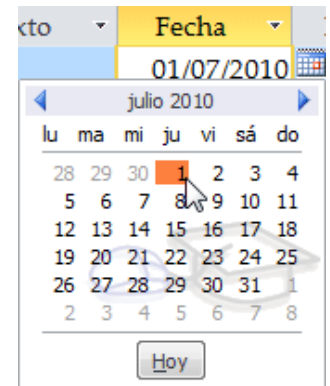 xto Fecha
01/07/2010
julio 2010
lu ma mi ju vi sá do
28 29 30 1 2 3 4
5 6 7 8 9 10 11
12 13 14 15 16 17 18
19 20 21 22 23 24 25
26 27 28 29 30 31 1
2 3 4 5 6 7 8
Hoy